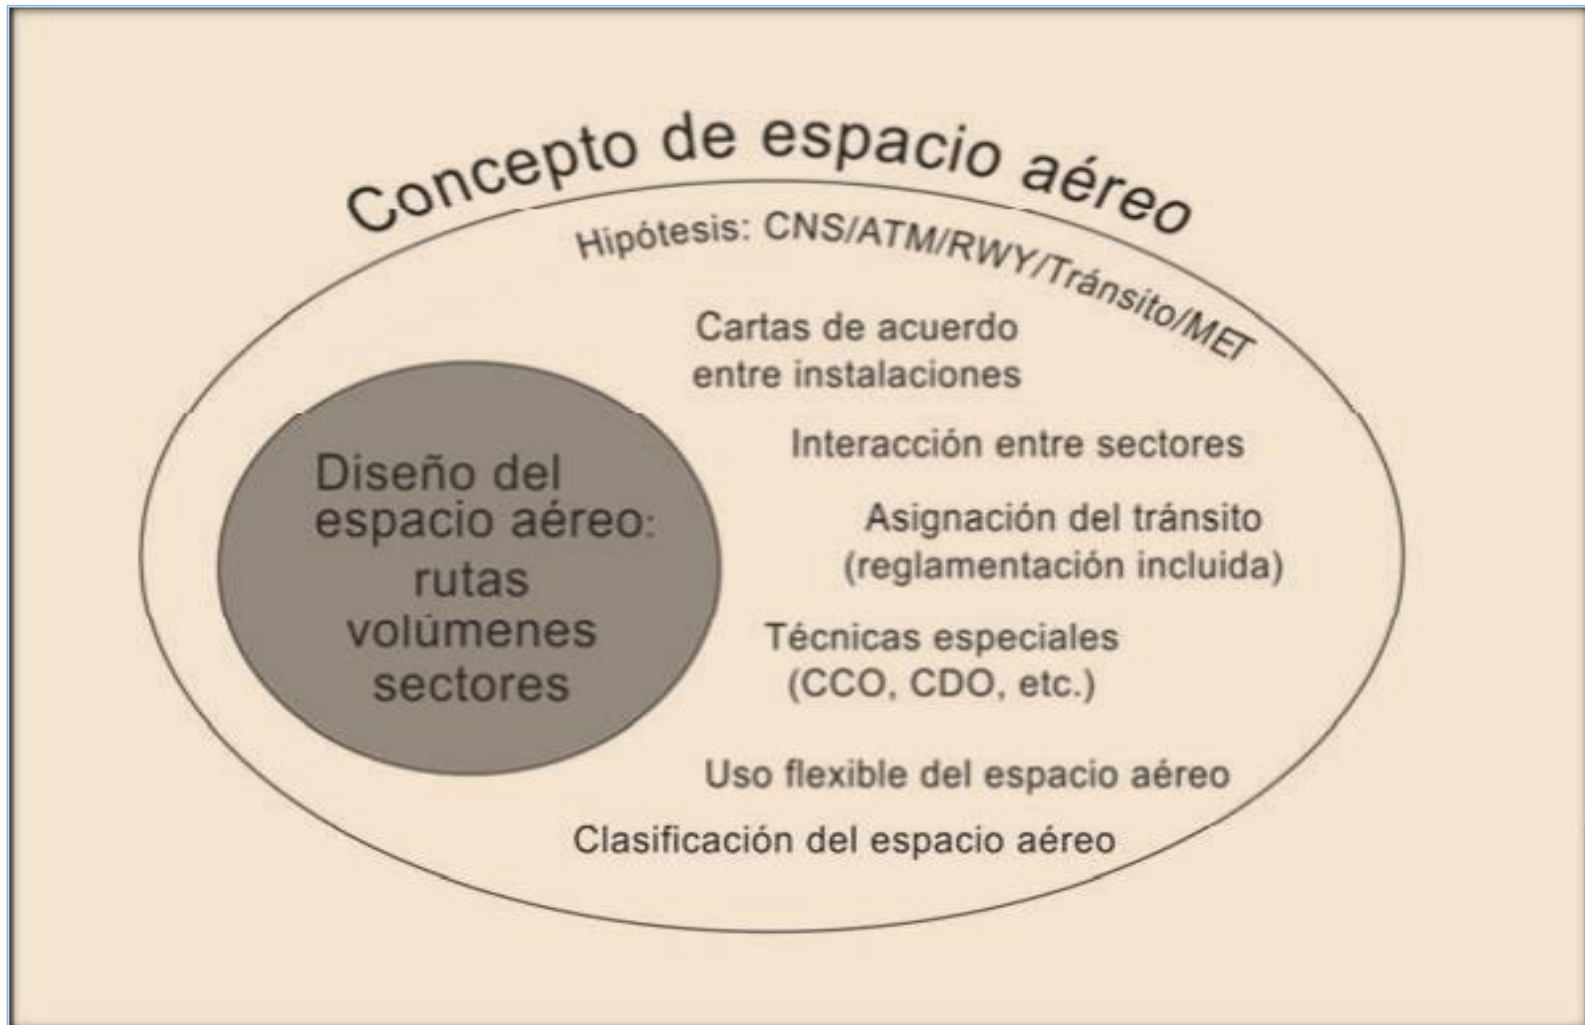 Concepto de espacio aéreo
Hipótesis: CNS/ATM/RWY/Tránsito/MET
Cartas de acuerdo
entre instalaciones
Interacción entre sectores
Diseño del
espacio aéreo:
rutas
volúmenes
sectores
Asignación del tránsito
(reglamentación incluida)
Técnicas especiales
(CCO, CDO, etc.)
Uso flexible del espacio aéreo
Clasificación del espacio aéreo